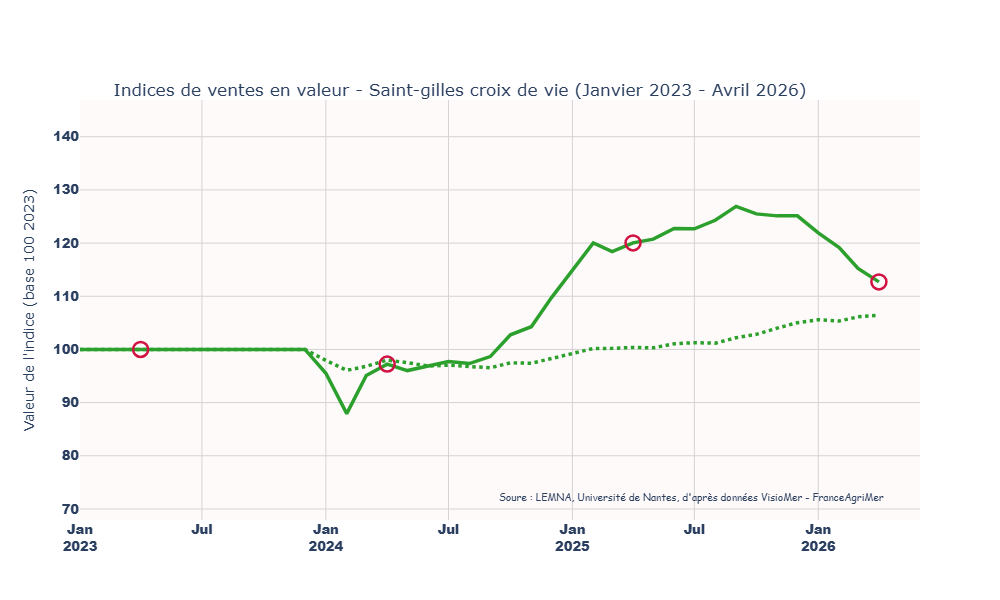 Indices de ventes en valeur - Saint-gilles croix de vie (Janvier 2023 - Avril 2026)
Valeur de l'indice (base 100 2023)
140
130
120
110
100
90
80
70
Soure : LEMNA, Université de Nantes, d'après données VisioMer - FranceAgriMer
Jan Jul Jan Jul Jan Jul Jan
2023 2024 2025 2026